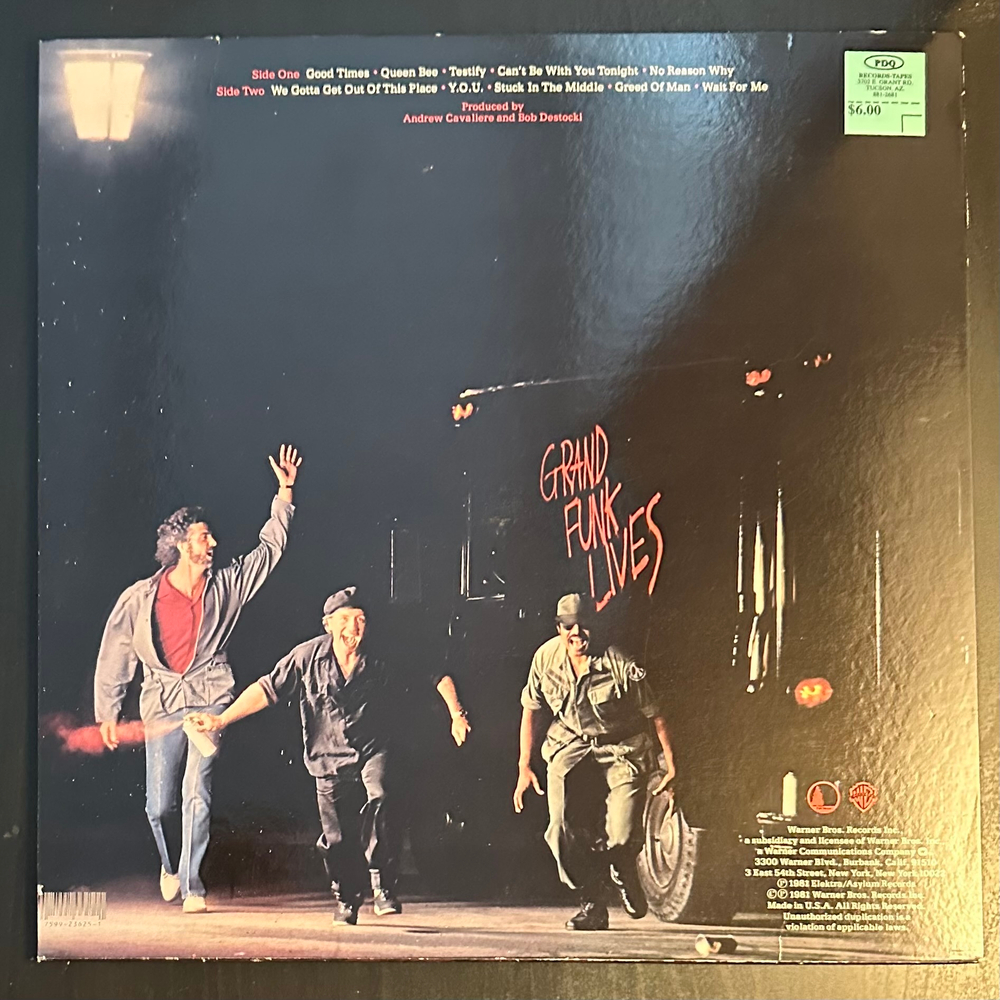 Side One Good Times • Queen Bee • Testify • Can't Be With You Tonight • No Reason Why
Side Two We Gotta Get Out Of This Place • Y.O.U. • Stuck In The Middle • Greed Of Man • Wait For Me
Produced by
Andrew Cavaliere and Bob Destocki
PDQ
RECORDS-TAPES
TUCSON, AZ.
881-2681
$6.00
GRAND
FUNK
LIVES
Warner Bros. Records Inc.,
a subsidiary and licensee of Warner Bros. Inc.
a Warner Communications Company
3300 Warner Blvd., Burbank, Calif. 91510
3 East 54th Street, New York, New York 10022
Ⓟ 1981 Elektra/Asylum Records
©Ⓟ 1981 Warner Bros. Records Inc.
Made in U.S.A. All Rights Reserved.
Unauthorized duplication is a
violation of applicable laws.